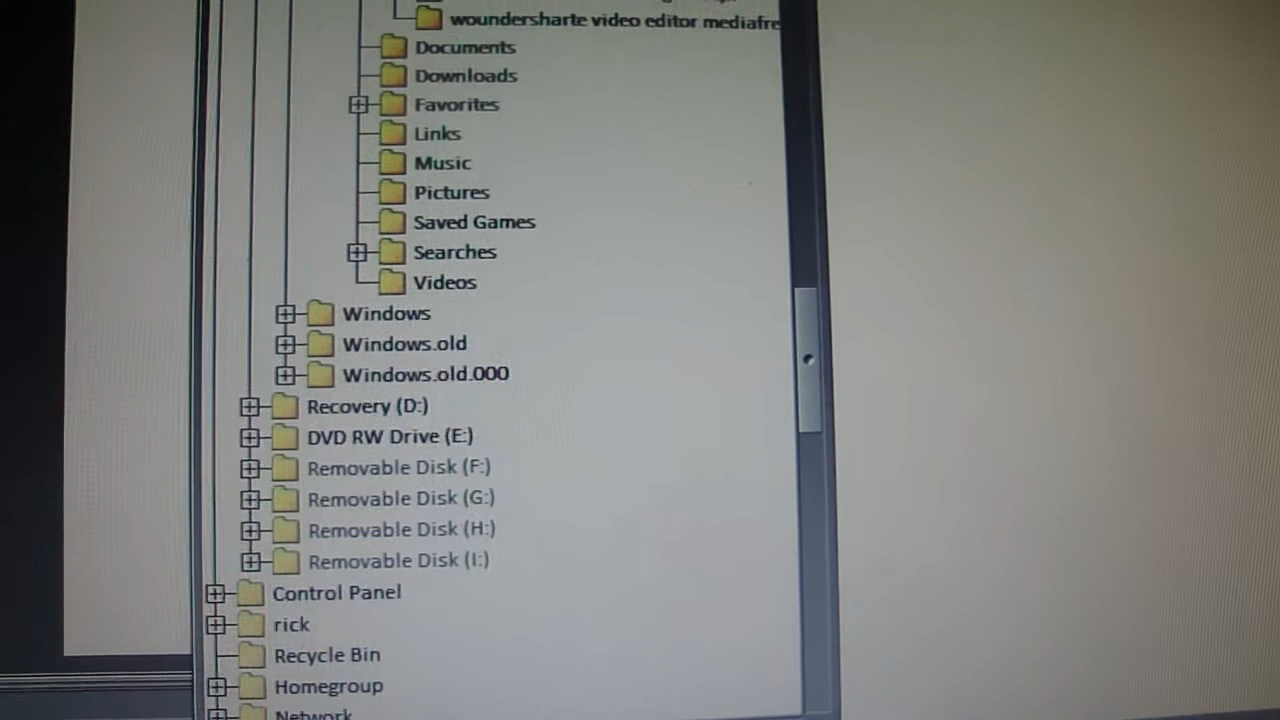 woundersharte video editor mediafre
Documents
Downloads
Favorites
Links
Music
Pictures
Saved Games
Searches
Videos
Windows
Windows.old
Windows.old.000
Recovery (D:)
DVD RW Drive (E:)
Removable Disk (F:)
Removable Disk (G:)
Removable Disk (H:)
Removable Disk (I:)
Control Panel
rick
Recycle Bin
Homegroup
Network